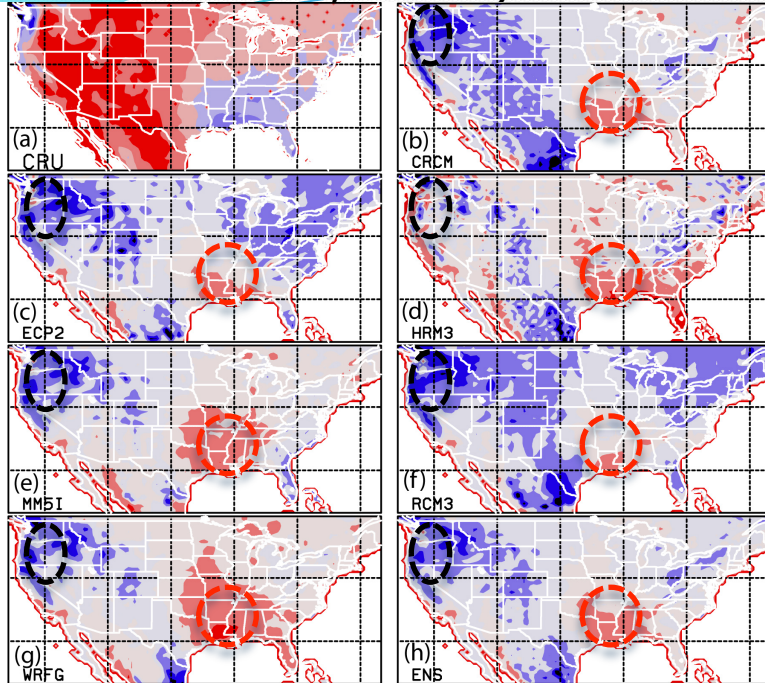 (a)
CRU
(b)
CRCM
(c)
ECP2
(d)
HRM3
(e)
MM5I
(f)
RCM3
(g)
WRFG
(h)
ENS